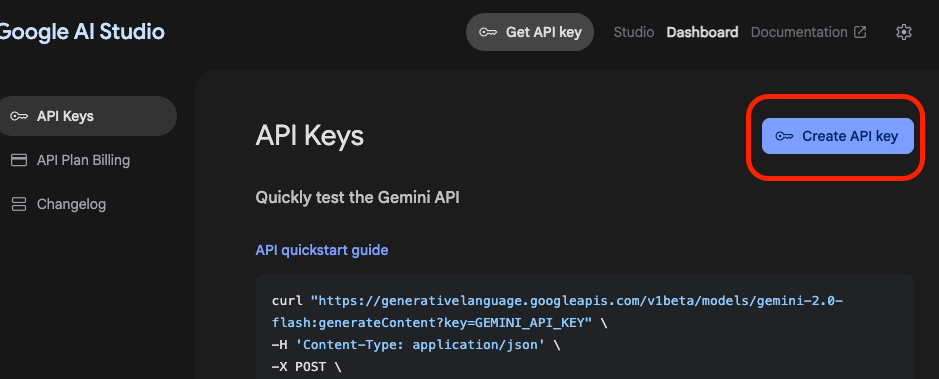 Google AI Studio
Get API key
Studio
Dashboard
Documentation
API Keys
API Plan Billing
Changelog
API Keys
Create API key
Quickly test the Gemini API
API quickstart guide
curl "https://generativelanguage.googleapis.com/v1beta/models/gemini-2.0-
flash:generateContent?key=GEMINI_API_KEY" \
-H 'Content-Type: application/json' \
-X POST \